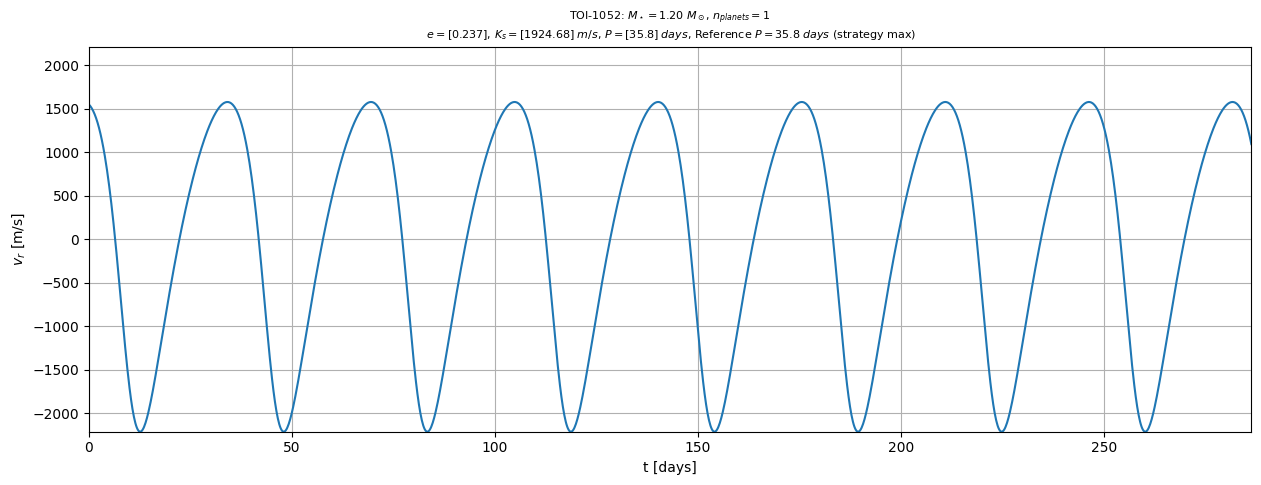 TOI-1052: $M_\star = 1.20\ M_\odot$, $n_{planets} = 1$
$e = [0.237]$, $K_s = [1924.68]\ m/s$, $P = [35.8]\ days$, Reference $P = 35.8\ days$ (strategy max)
2000
1500
1000
500
0
−500
−1000
−1500
−2000
$v_r$ [m/s]
0 50 100 150 200 250
t [days]